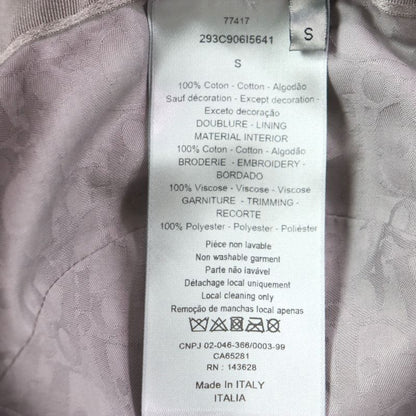 77417
293C906I5641
S
S
100% Coton - Cotton - Algodão
Sauf décoration - Except decoration -
Exceto decoração
DOUBLURE - LINING
MATERIAL INTERIOR
100% Coton - Cotton - Algodão
BRODERIE - EMBROIDERY -
BORDADO
100% Viscose - Viscose - Viscose
GARNITURE - TRIMMING -
RECORTE
100% Polyester - Polyester - Poliéster
Pièce non lavable
Non washable garment
Parte não lavável
Détachage local uniquement
Local cleaning only
Remoção de manchas local apenas
CNPJ 02-046-366/0003-99
CA65281
RN : 143628
Made In ITALY
ITALIA